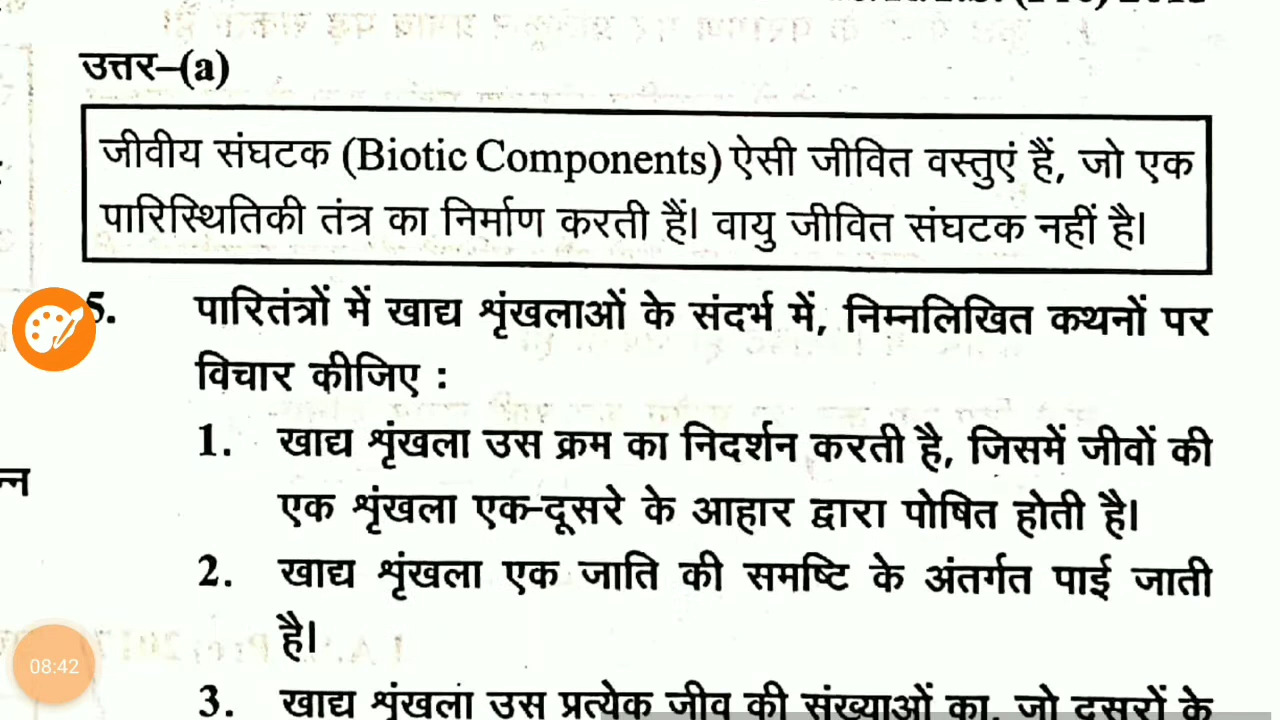 उत्तर–(a)
जीवीय संघटक (Biotic Components) ऐसी जीवित वस्तुएं हैं, जो एक
पारिस्थितिकी तंत्र का निर्माण करती हैं। वायु जीवित संघटक नहीं है।
5. पारितंत्रों में खाद्य शृंखलाओं के संदर्भ में, निम्नलिखित कथनों पर
विचार कीजिए :
1. खाद्य शृंखला उस क्रम का निदर्शन करती है, जिसमें जीवों की
एक शृंखला एक-दूसरे के आहार द्वारा पोषित होती है।
2. खाद्य शृंखला एक जाति की समष्टि के अंतर्गत पाई जाती
है।
3. खाद्य शृंखला उस प्रत्येक जीव की संख्याओं का, जो दूसरों के
08:42